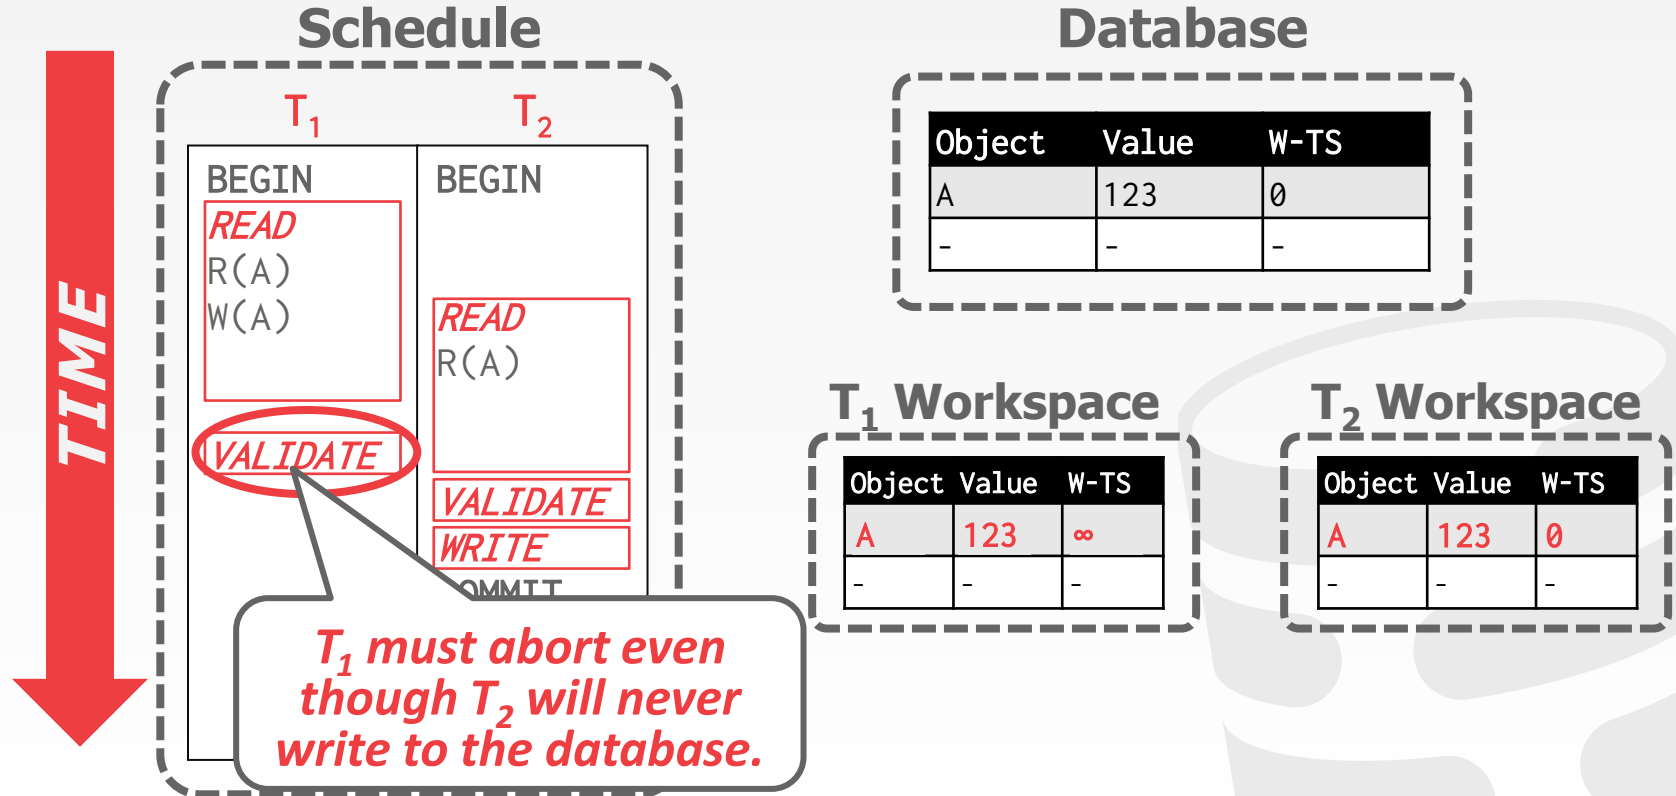 Schedule
Database
TIME
T1 T2
BEGIN BEGIN
READ
R(A)
W(A)
READ
R(A)
VALIDATE
VALIDATE
WRITE
OMMIT
T1 must abort even
though T2 will never
write to the database.
Object Value W-TS
A 123 0
- - -
T1 Workspace
Object Value W-TS
A 123 ∞
- - -
T2 Workspace
Object Value W-TS
A 123 0
- - -